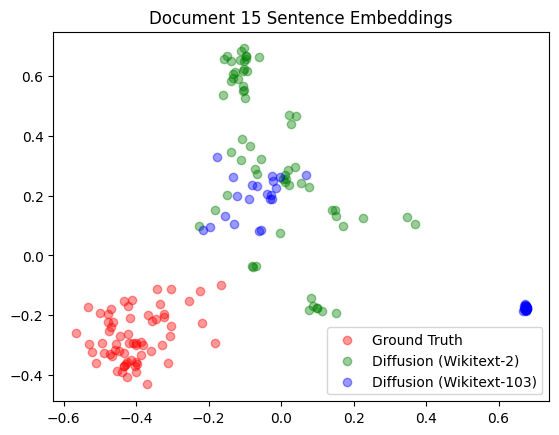 Document 15 Sentence Embeddings
0.6
0.4
0.2
0.0
−0.2
−0.4
Ground Truth
Diffusion (Wikitext-2)
Diffusion (Wikitext-103)
−0.6 −0.4 −0.2 0.0 0.2 0.4 0.6